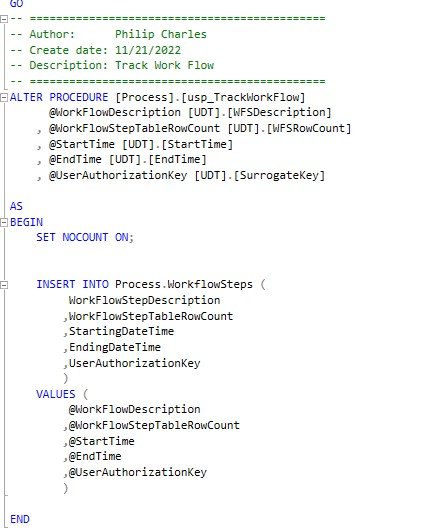 GO
-- =============================================
-- Author:      Philip Charles
-- Create date: 11/21/2022
-- Description: Track Work Flow
-- =============================================
ALTER PROCEDURE [Process].[usp_TrackWorkFlow]
      @WorkFlowDescription [UDT].[WFSDescription]
    , @WorkFlowStepTableRowCount [UDT].[WFSRowCount]
    , @StartTime [UDT].[StartTime]
    , @EndTime [UDT].[EndTime]
    , @UserAuthorizationKey [UDT].[SurrogateKey]
AS
BEGIN
    SET NOCOUNT ON;
    INSERT INTO Process.WorkflowSteps (
         WorkFlowStepDescription
        ,WorkFlowStepTableRowCount
        ,StartingDateTime
        ,EndingDateTime
        ,UserAuthorizationKey
        )
    VALUES (
         @WorkFlowDescription
        ,@WorkFlowStepTableRowCount
        ,@StartTime
        ,@EndTime
        ,@UserAuthorizationKey
        )
END